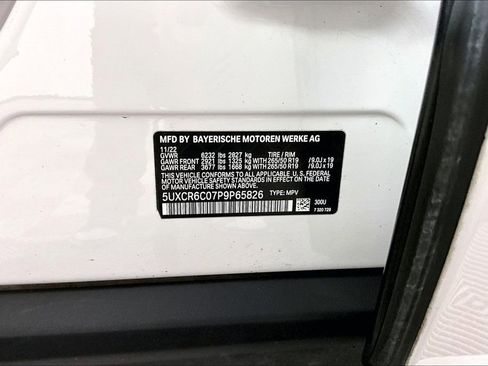 MFD. BY BAYERISCHE MOTOREN WERKE AG
11/22
GVWR 6232 lbs 2827 kg TIRE / RIM
GAWR FRONT 2921 lbs 1325 kg WITH 265/50 R19 /9.0J x 19
GAWR REAR 3677 lbs 1668 kg WITH 265/50 R19 /9.0J x 19
THIS VEHICLE CONFORMS TO ALL APPLICABLE U. S. FEDERAL
MOTOR VEHICLE SAFETY STANDARDS IN EFFECT ON THE
DATE OF MANUFACTURE SHOWN ABOVE.
5UXCR6C07P9P65826 TYPE: MPV
300U
7 320 729